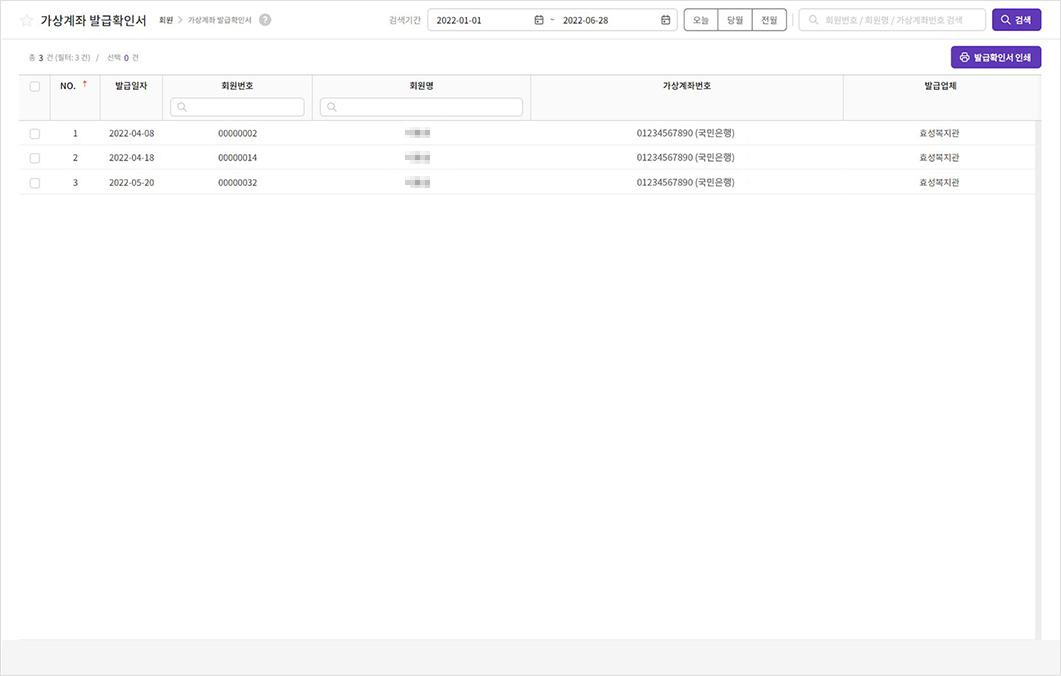 가상계좌 발급확인서 회원 > 가상계좌 발급확인서 ?
검색기간 2022-01-01 ~ 2022-06-28 오늘 당월 전월 회원번호 / 회원명 / 가상계좌번호 검색 검색
총 3 건 (필터: 3 건) / 선택 0 건
발급확인서 인쇄
NO. ↑ 발급일자 회원번호 회원명 가상계좌번호 발급업체
1 2022-04-08 00000002 01234567890 (국민은행) 효성복지관
2 2022-04-18 00000014 01234567890 (국민은행) 효성복지관
3 2022-05-20 00000032 01234567890 (국민은행) 효성복지관